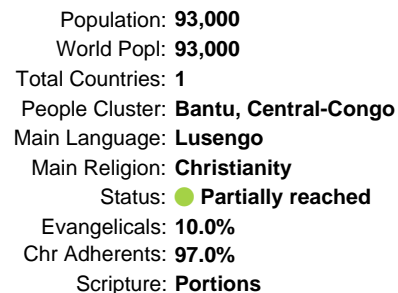 Population: 93,000
World Popl: 93,000
Total Countries: 1
People Cluster: Bantu, Central-Congo
Main Language: Lusengo
Main Religion: Christianity
Status: Partially reached
Evangelicals: 10.0%
Chr Adherents: 97.0%
Scripture: Portions